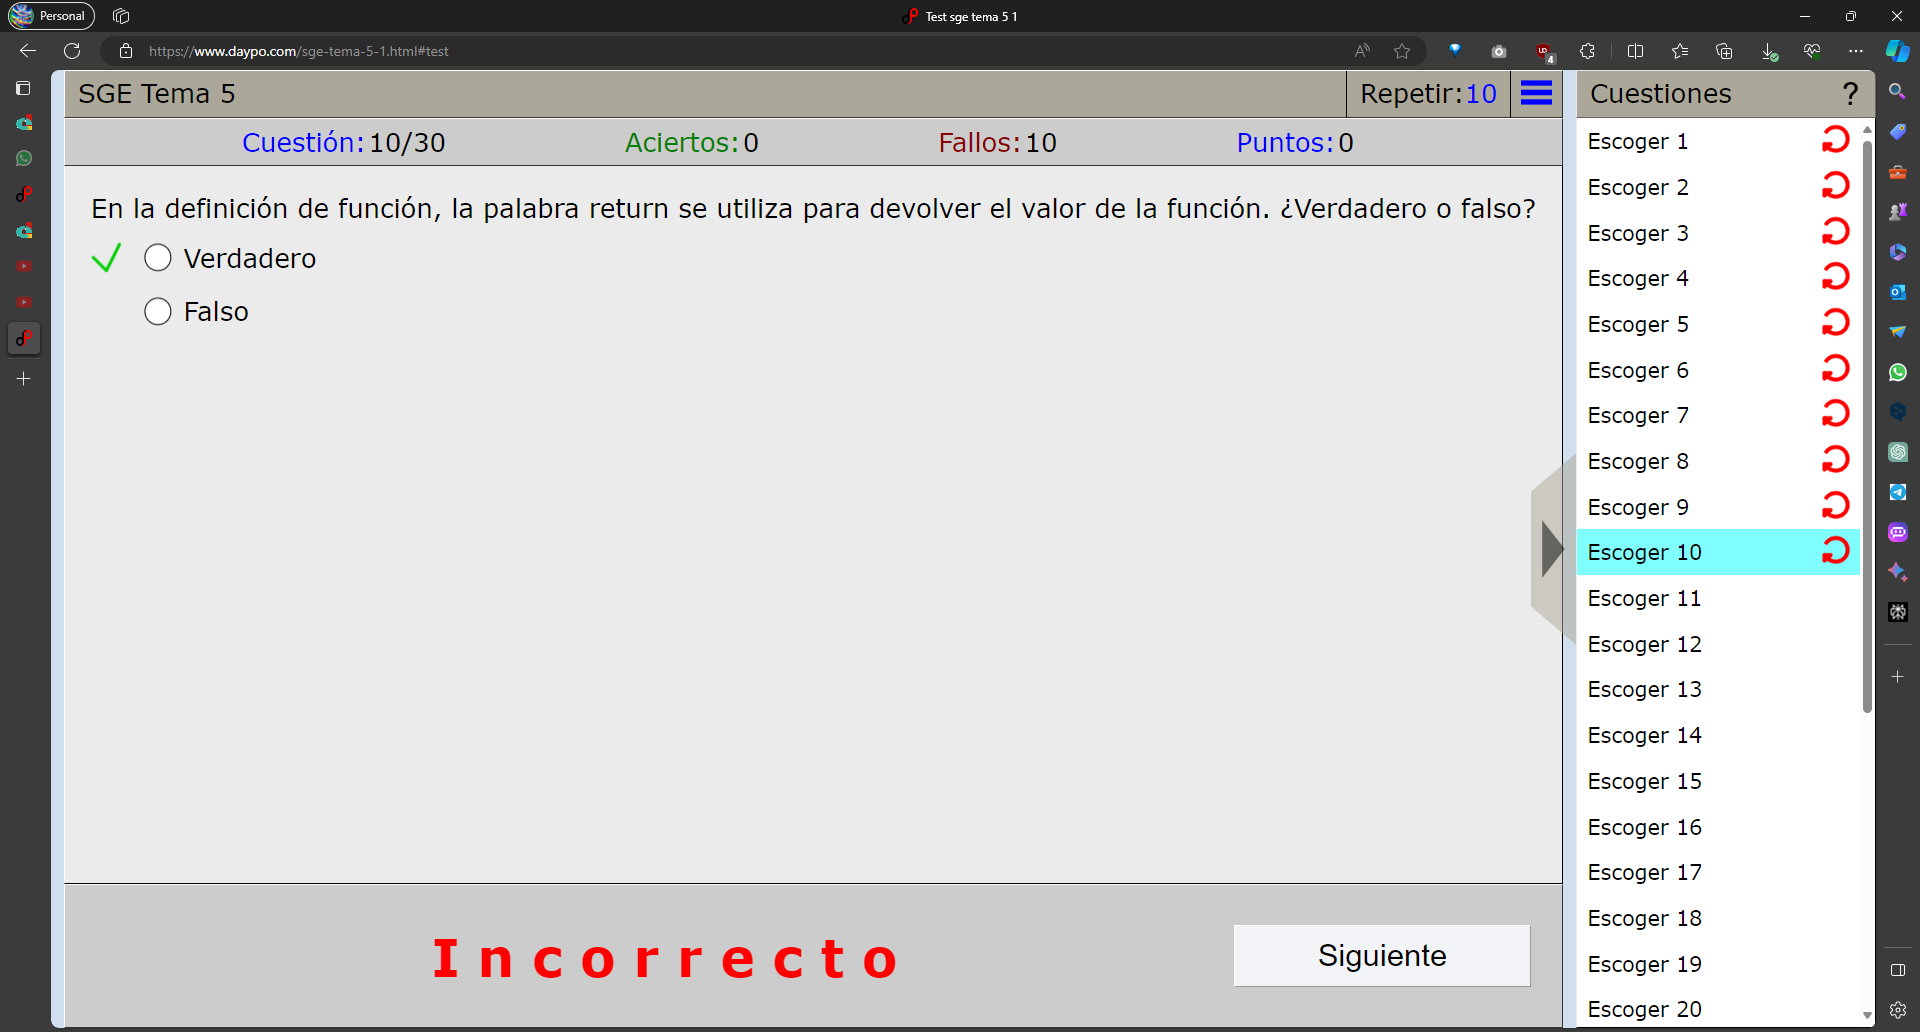 Personal
Test sge tema 5 1
https://www.daypo.com/sge-tema-5-1.html#test
SGE Tema 5
Repetir:10
Cuestión:10/30
Aciertos:0
Fallos:10
Puntos:0
En la definición de función, la palabra return se utiliza para devolver el valor de la función. ¿Verdadero o falso?
Verdadero
Falso
Incorrecto
Siguiente
Cuestiones
?
Escoger 1
Escoger 2
Escoger 3
Escoger 4
Escoger 5
Escoger 6
Escoger 7
Escoger 8
Escoger 9
Escoger 10
Escoger 11
Escoger 12
Escoger 13
Escoger 14
Escoger 15
Escoger 16
Escoger 17
Escoger 18
Escoger 19
Escoger 20
4